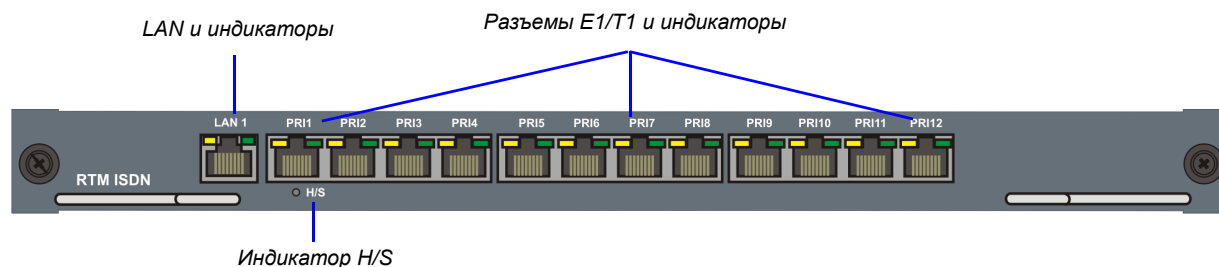 LAN и индикаторы
Разъемы E1/T1 и индикаторы
LAN 1 PRI1 PRI2 PRI3 PRI4 PRI5 PRI6 PRI7 PRI8 PRI9 PRI10 PRI11 PRI12
RTM ISDN
H/S
Индикатор H/S